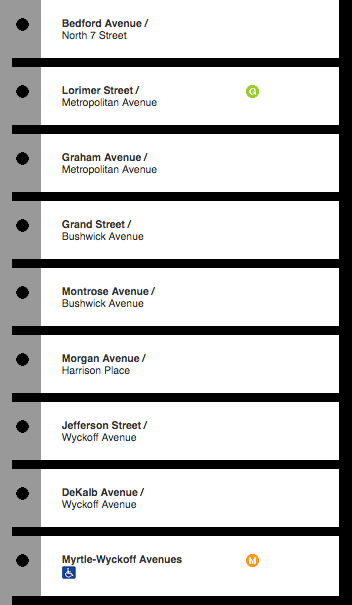 Bedford Avenue /
North 7 Street
Lorimer Street / G
Metropolitan Avenue
Graham Avenue /
Metropolitan Avenue
Grand Street /
Bushwick Avenue
Montrose Avenue /
Bushwick Avenue
Morgan Avenue /
Harrison Place
Jefferson Street /
Wyckoff Avenue
DeKalb Avenue /
Wyckoff Avenue
Myrtle-Wyckoff Avenues M